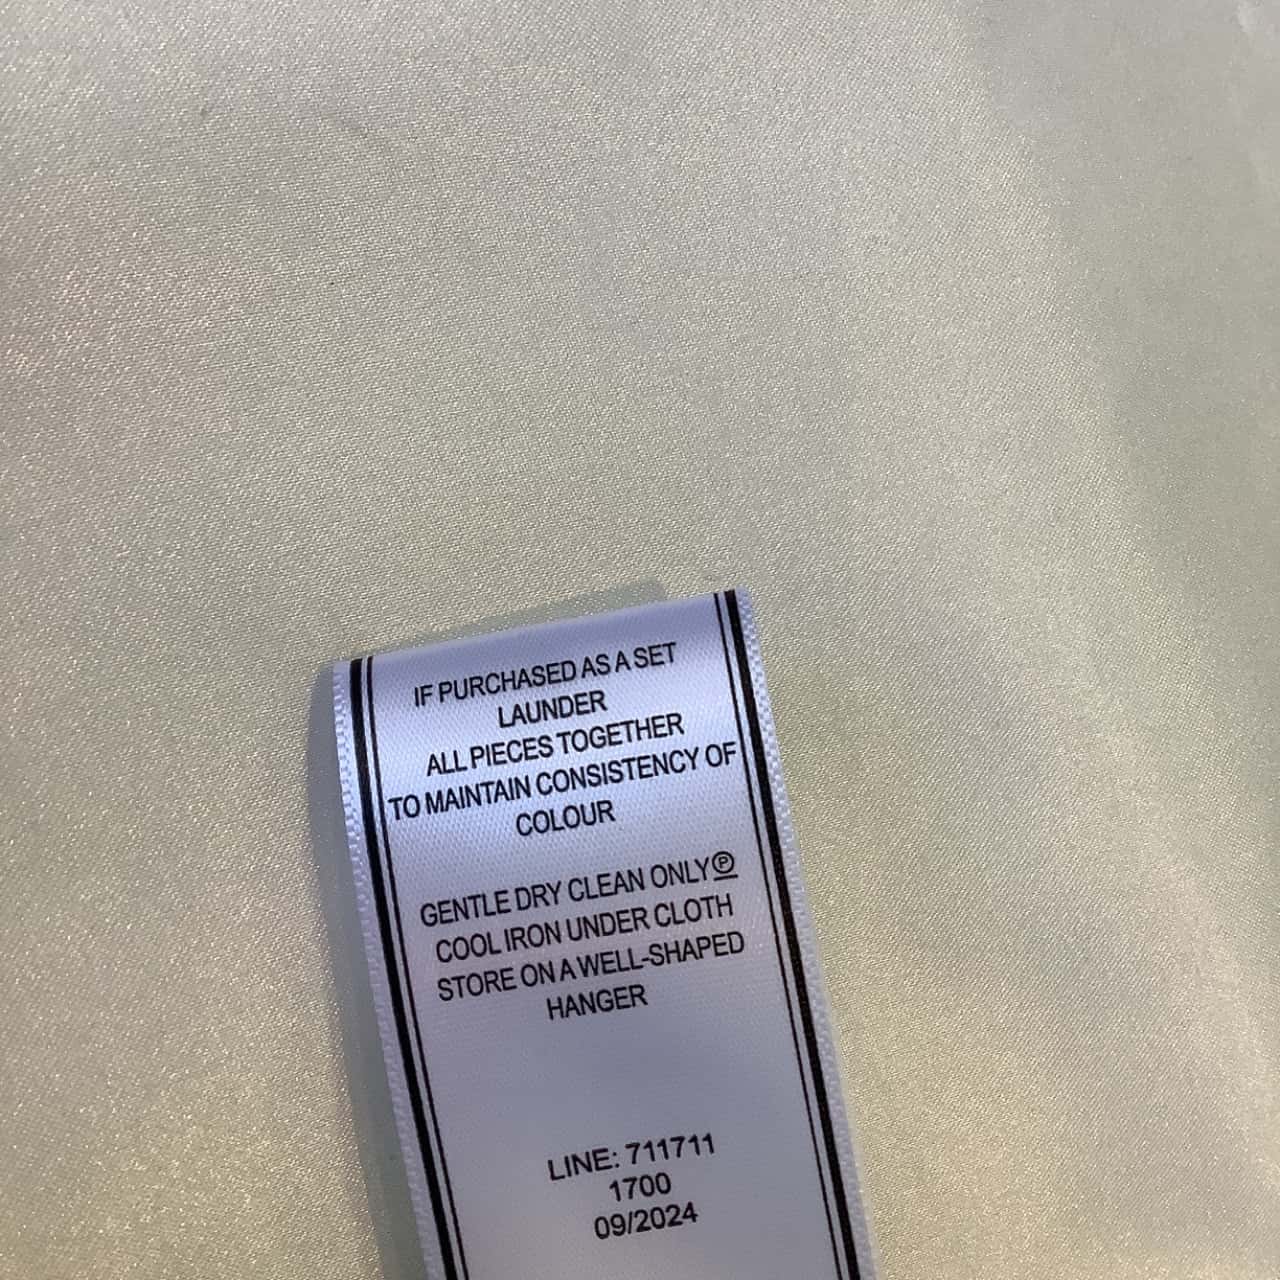 IF PURCHASED AS A SET
LAUNDER
ALL PIECES TOGETHER
TO MAINTAIN CONSISTENCY OF
COLOUR
GENTLE DRY CLEAN ONLY Ⓟ
COOL IRON UNDER CLOTH
STORE ON A WELL-SHAPED
HANGER
LINE: 711711
1700
09/2024